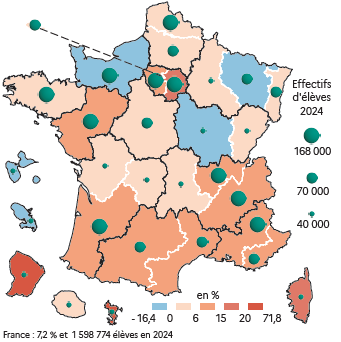 Effectifs
d'élèves
2024
168 000
70 000
40 000
en %
-16,4 0 6 15 20 71,8
France : 7,2 % et 1 598 774 élèves en 2024